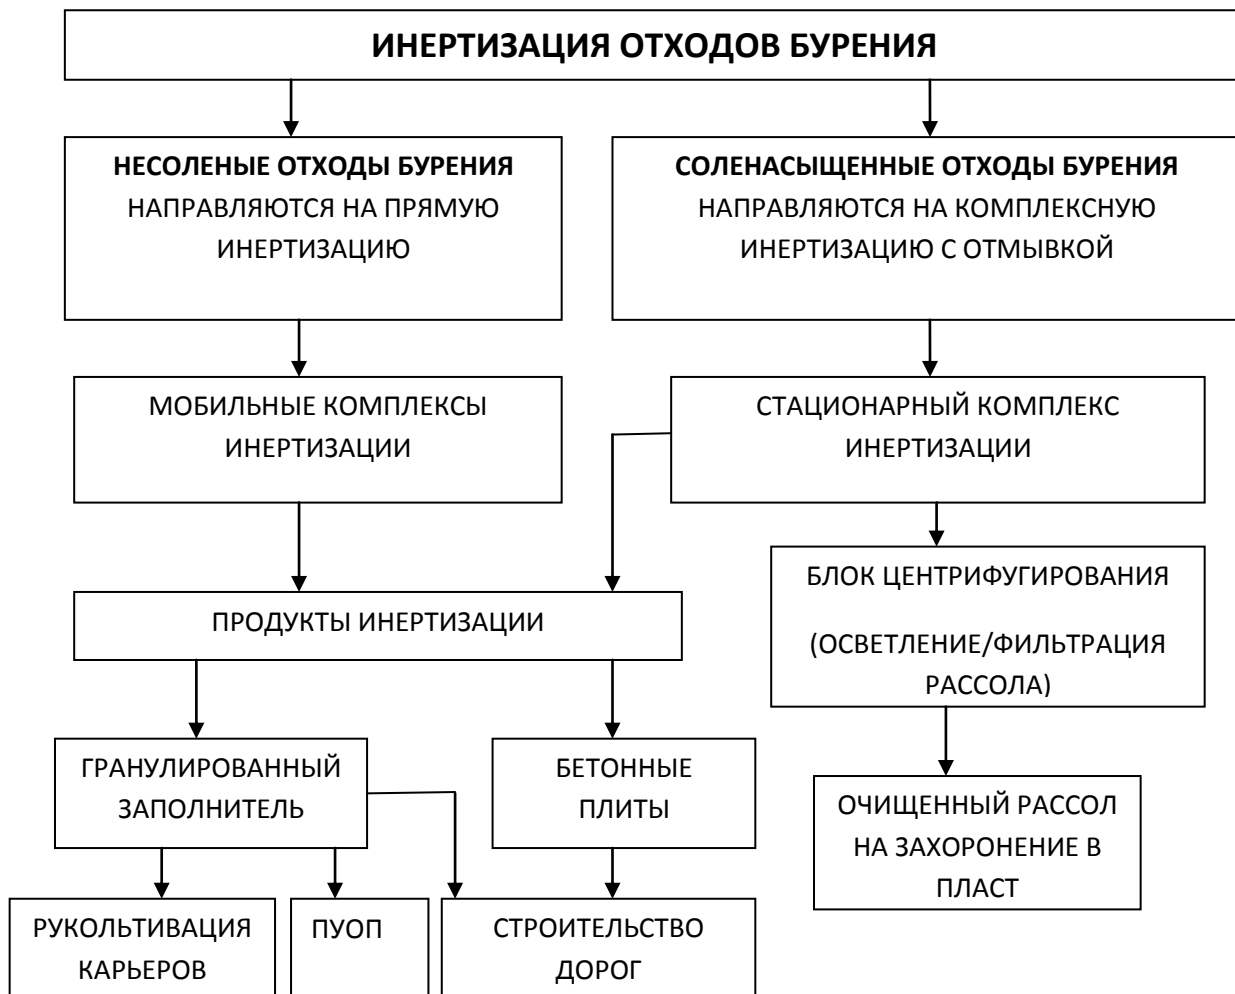 ИНЕРТИЗАЦИЯ ОТХОДОВ БУРЕНИЯ
НЕСОЛЕНЫЕ ОТХОДЫ БУРЕНИЯ
НАПРАВЛЯЮТСЯ НА ПРЯМУЮ
ИНЕРТИЗАЦИЮ
СОЛЕНАСЫЩЕННЫЕ ОТХОДЫ БУРЕНИЯ
НАПРАВЛЯЮТСЯ НА КОМПЛЕКСНУЮ
ИНЕРТИЗАЦИЮ С ОТМЫВКОЙ
МОБИЛЬНЫЕ КОМПЛЕКСЫ
ИНЕРТИЗАЦИИ
СТАЦИОНАРНЫЙ КОМПЛЕКС
ИНЕРТИЗАЦИИ
БЛОК ЦЕНТРИФУГИРОВАНИЯ
(ОСВЕТЛЕНИЕ/ФИЛЬТРАЦИЯ
РАССОЛА)
ПРОДУКТЫ ИНЕРТИЗАЦИИ
ГРАНУЛИРОВАННЫЙ
ЗАПОЛНИТЕЛЬ
БЕТОННЫЕ
ПЛИТЫ
ОЧИЩЕННЫЙ РАССОЛ
НА ЗАХОРОНЕНИЕ В
ПЛАСТ
РУКОЛЬТИВАЦИЯ
КАРЬЕРОВ
ПУОП
СТРОИТЕЛЬСТВО
ДОРОГ